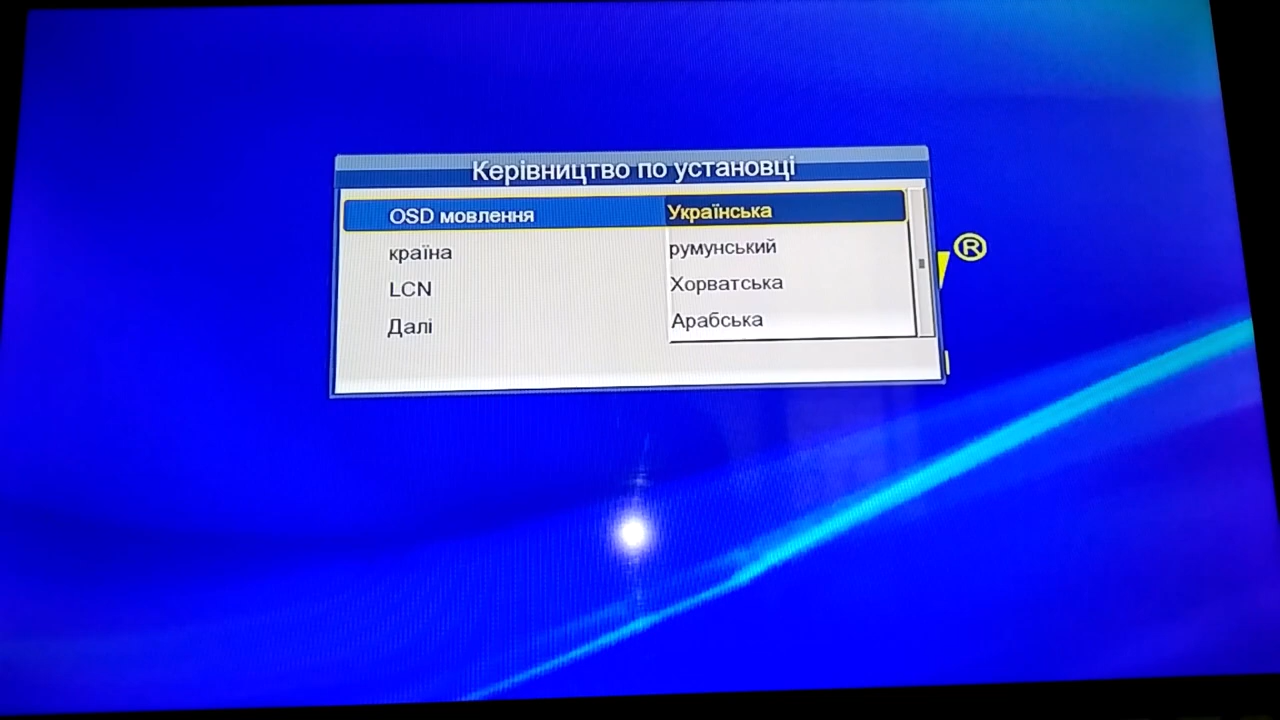 Керівництво по установці
OSD мовлення Українська
країна румунський
LCN Хорватська
Далі Арабська
®